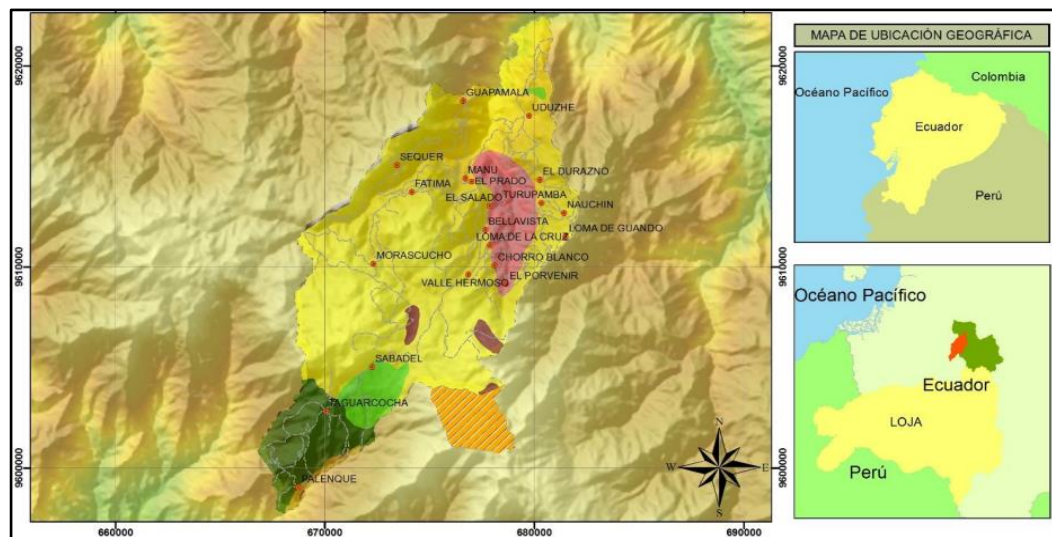 MAPA DE UBICACIÓN GEOGRÁFICA
Colombia
Océano Pacífico
Ecuador
Perú
Océano Pacífico
Ecuador
LOJA
Perú
9620000
9620000
GUAPAMALA
UDUZHE
SEQUER
MANU
EL DURAZNO
EL PRADO
FATIMA
EL SALADO
TURUPAMBA
NAUCHIN
BELLAVISTA
LOMA DE GUANDO
LOMA DE LA CRUZ
MORASCUCHO
CHORRO BLANCO
9610000
9610000
EL PORVENIR
VALLE HERMOSO
SABADEL
TAGUARCOCHA
N
W
E
S
9600000
9600000
PALENQUE
660000
670000
680000
690000